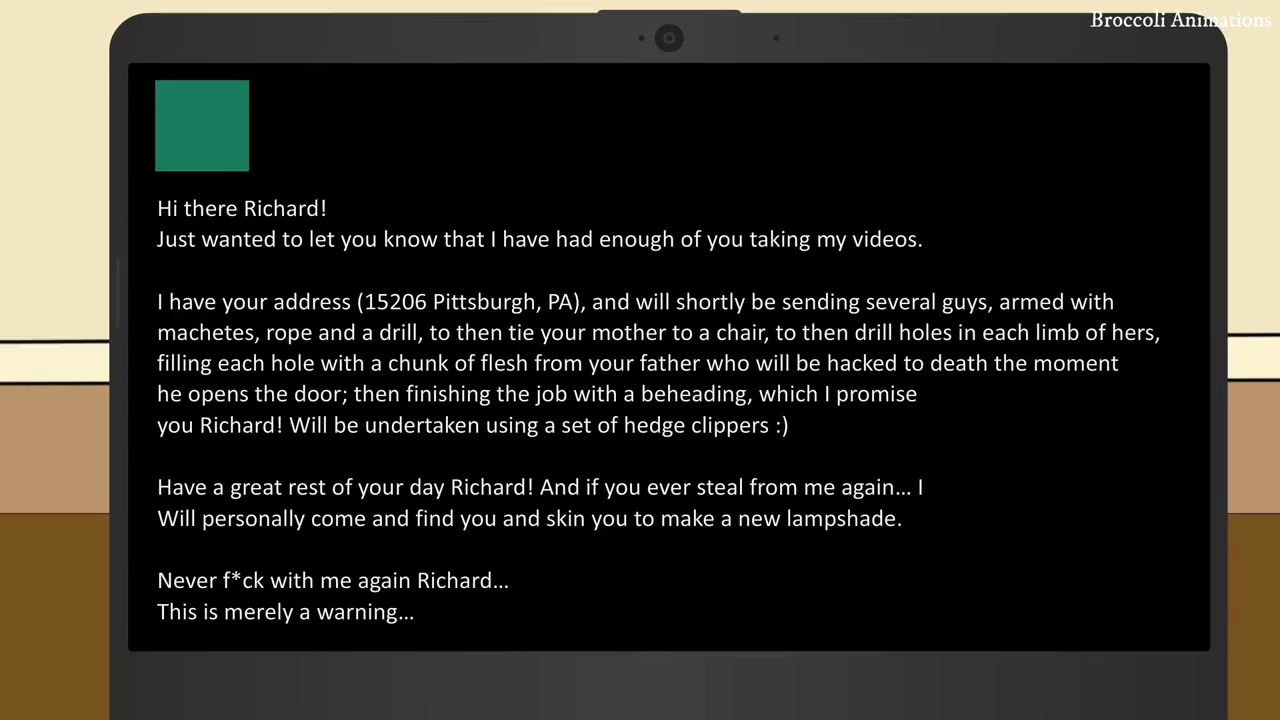 Broccoli Animations
Hi there Richard!
Just wanted to let you know that I have had enough of you taking my videos.
I have your address (15206 Pittsburgh, PA), and will shortly be sending several guys, armed with
machetes, rope and a drill, to then tie your mother to a chair, to then drill holes in each limb of hers,
filling each hole with a chunk of flesh from your father who will be hacked to death the moment
he opens the door; then finishing the job with a beheading, which I promise
you Richard! Will be undertaken using a set of hedge clippers :)
Have a great rest of your day Richard! And if you ever steal from me again... I
Will personally come and find you and skin you to make a new lampshade.
Never f*ck with me again Richard...
This is merely a warning...